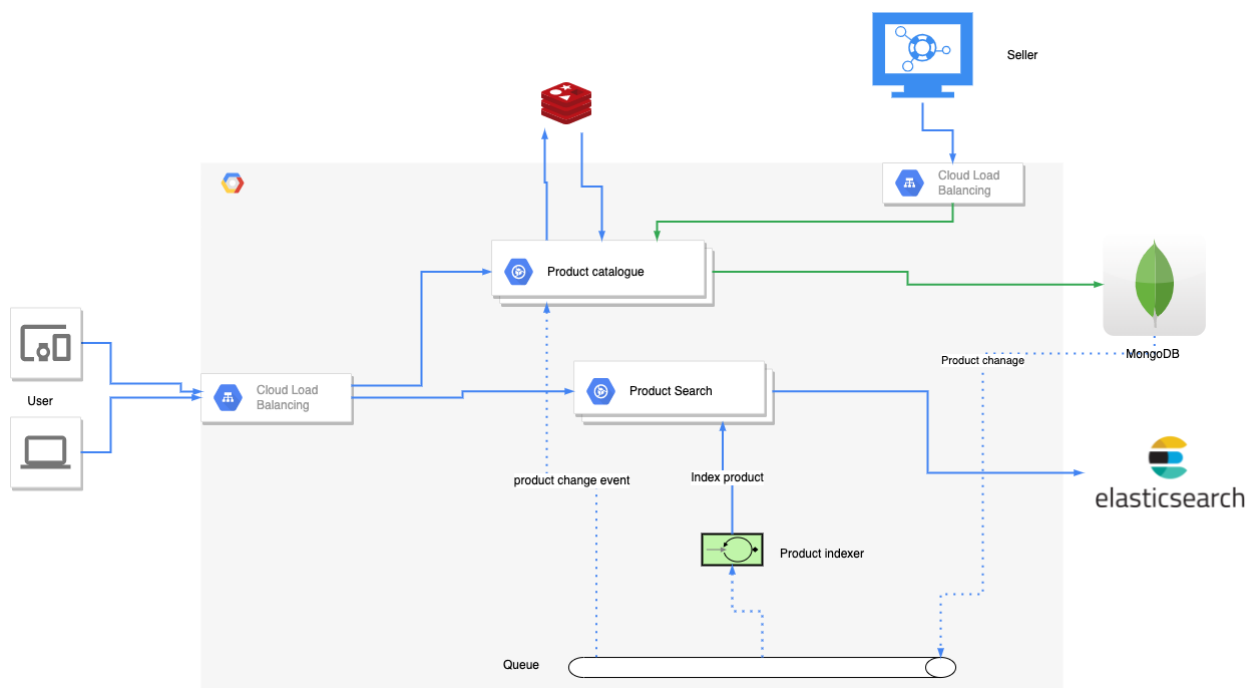 Seller
Cloud Load
Balancing
Product catalogue
MongoDB
Product chanage
User
Cloud Load
Balancing
Product Search
elasticsearch
product change event
Index product
Product indexer
Queue